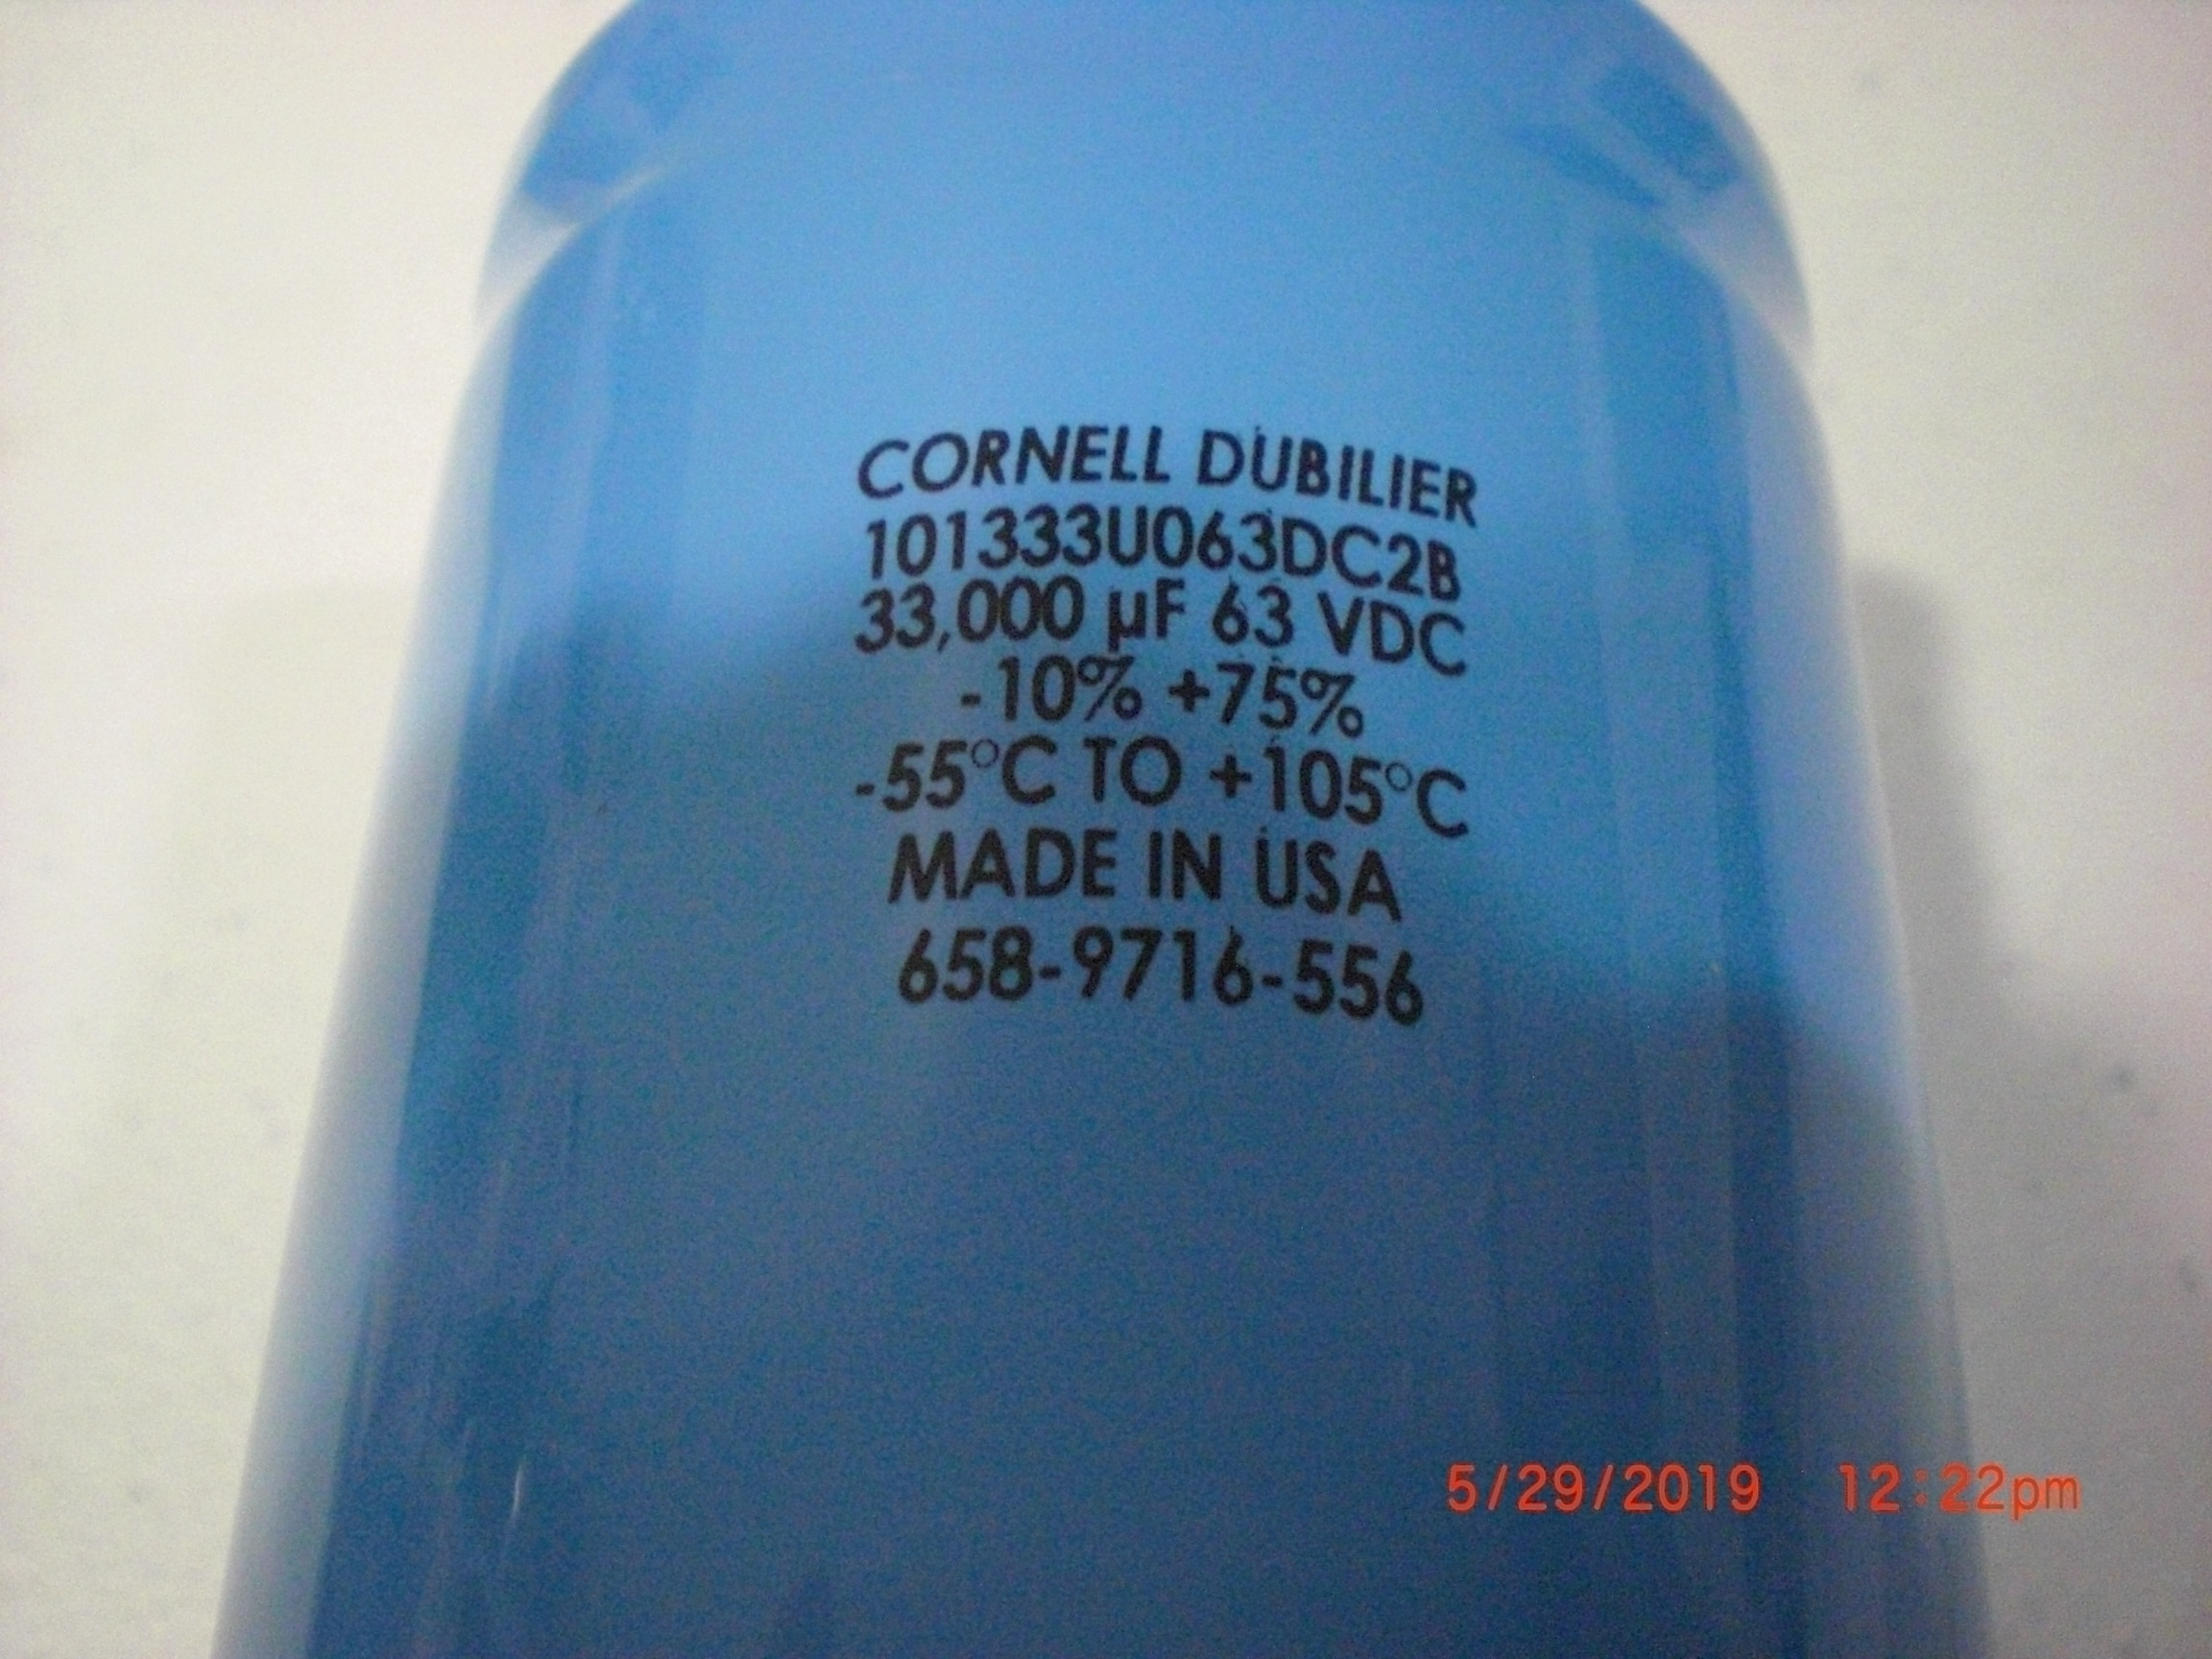 CORNELL DUBILIER
101333U063DC2B
33,000 µF 63 VDC
-10% +75%
-55°C TO +105°C
MADE IN USA
658-9716-556
5/29/2019 12:22pm